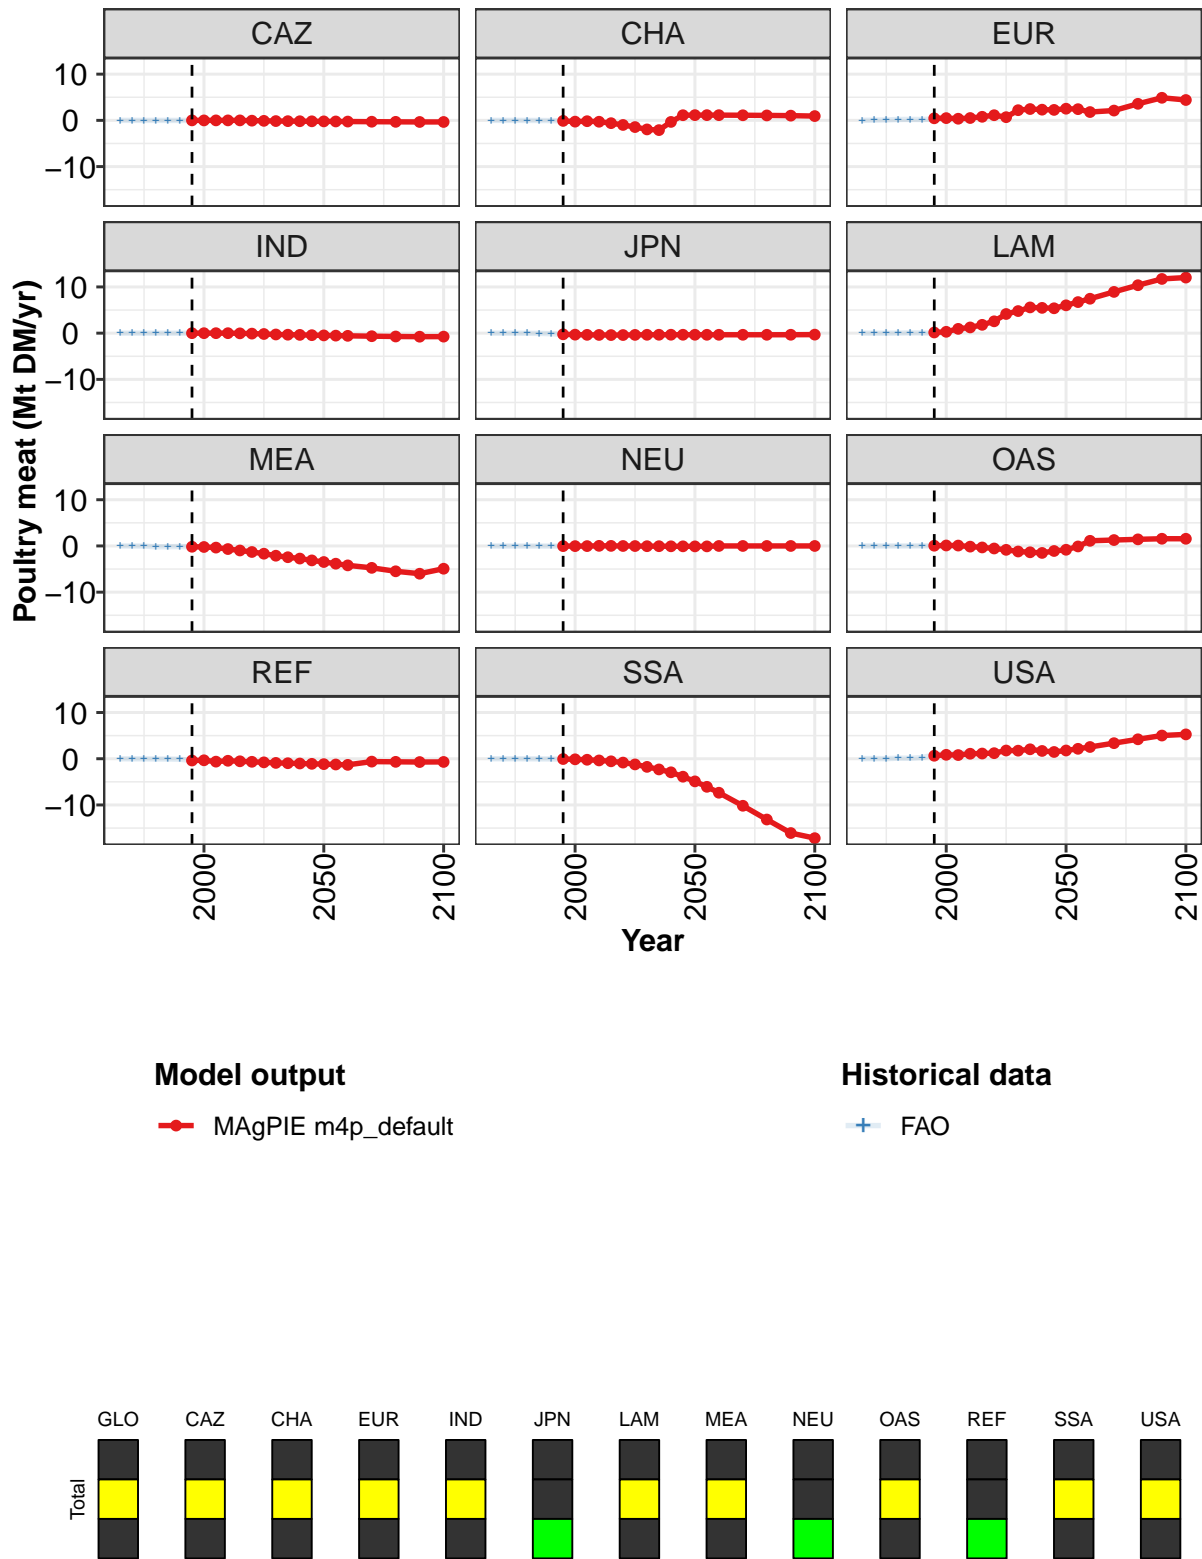 CAZ CHA EUR
10
0
−10
IND JPN LAM
10
0
−10
MEA NEU OAS
10
0
−10
REF SSA USA
10
0
−10
Poultry meat (Mt DM/yr)
2000 2050 2100 2000 2050 2100 2000 2050 2100
Year
Model output Historical data
MAgPIE m4p_default FAO
GLO CAZ CHA EUR IND JPN LAM MEA NEU OAS REF SSA USA
Total